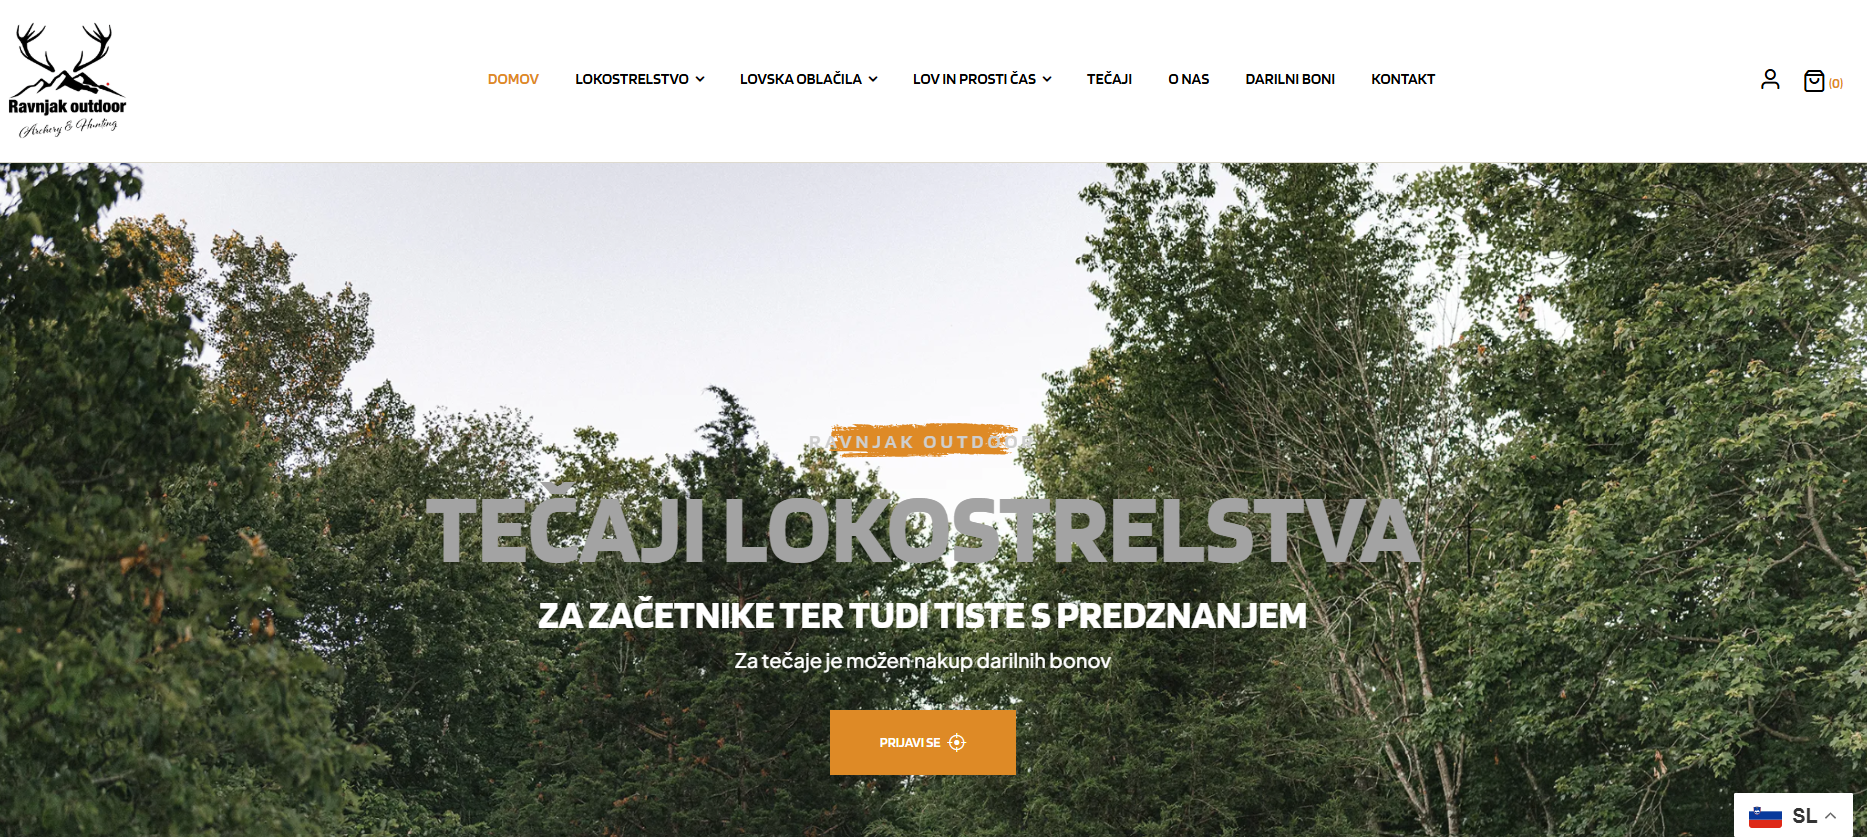 Ravnjak outdoor
Archery & Hunting
DOMOV
LOKOSTRELSTVO
LOVSKA OBLAČILA
LOV IN PROSTI ČAS
TEČAJI
O NAS
DARILNI BONI
KONTAKT
(0)
RAVNJAK OUTDOOR
TEČAJI LOKOSTRELSTVA
ZA ZAČETNIKE TER TUDI TISTE S PREDZNANJEM
Za tečaje je možen nakup darilnih bonov
PRIJAVI SE
SL